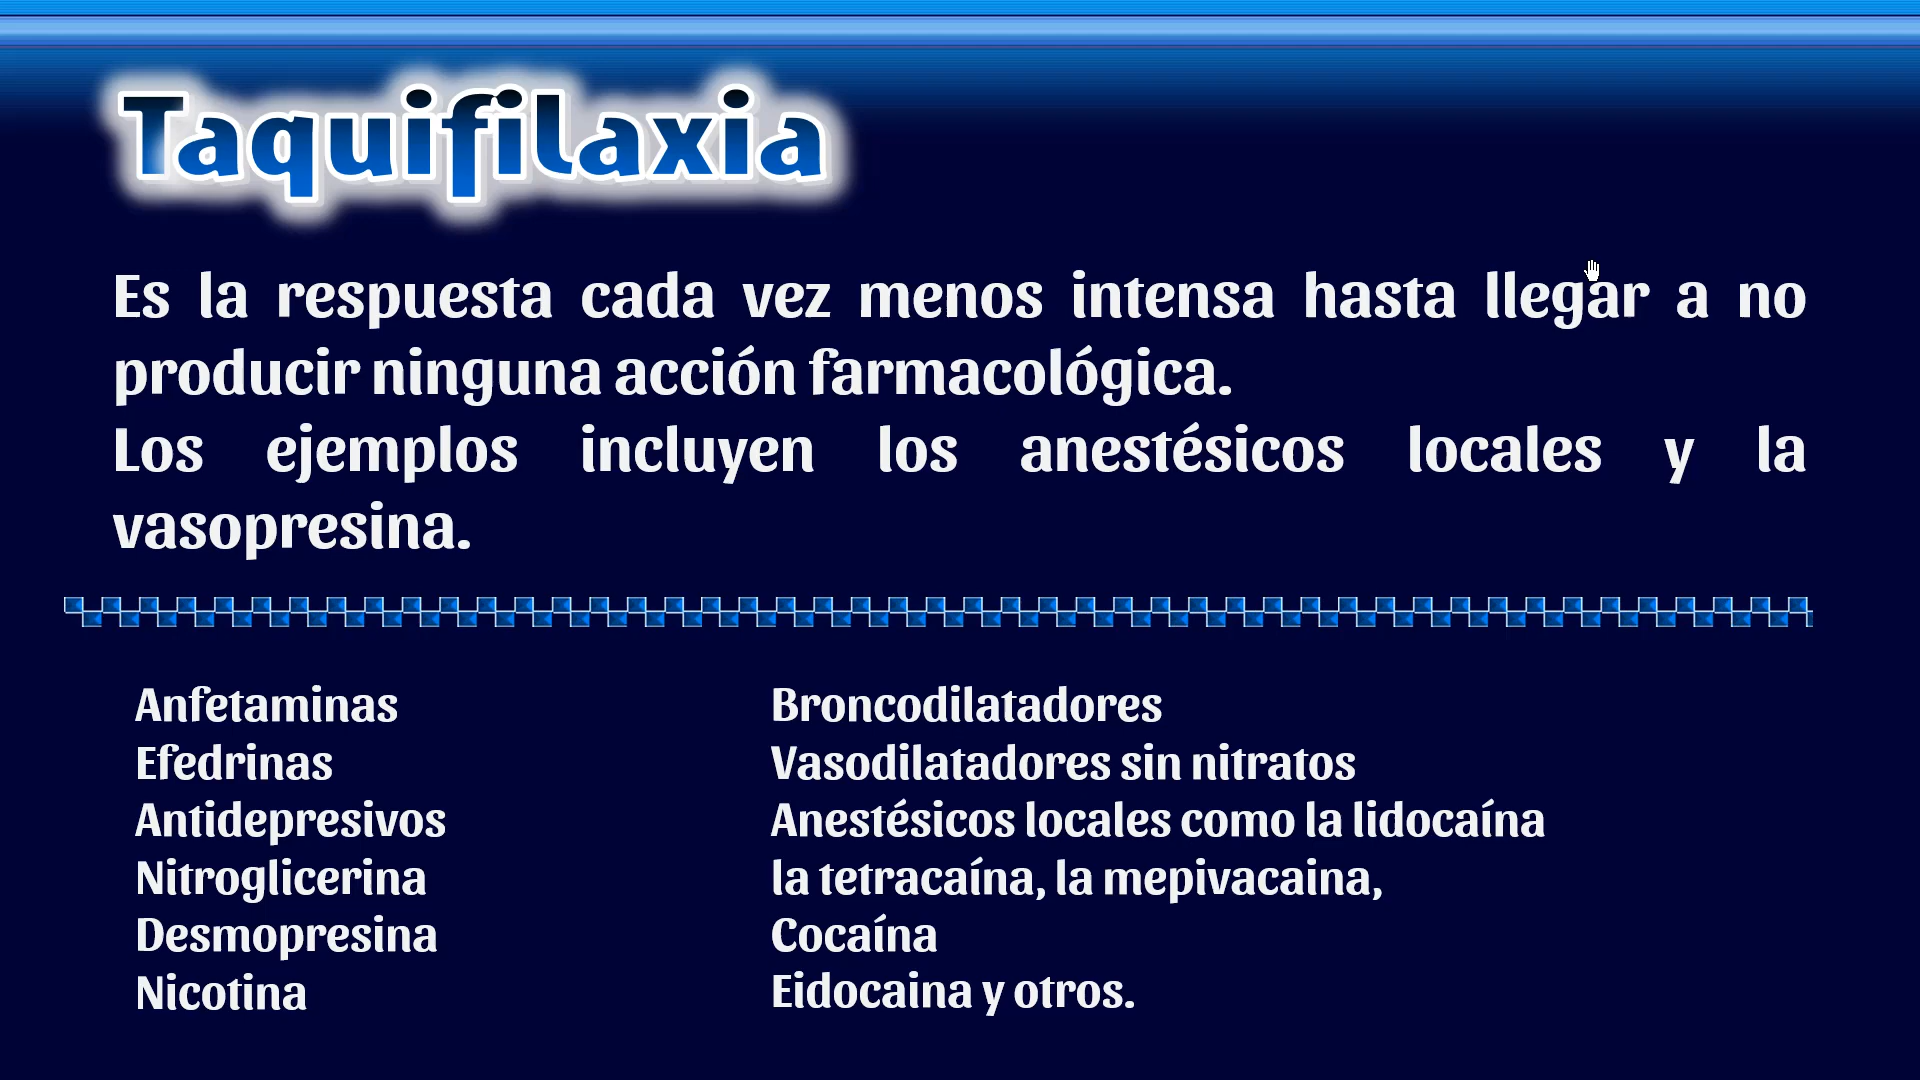 Taquifilaxia
Es la respuesta cada vez menos intensa hasta llegar a no
producir ninguna acción farmacológica.
Los ejemplos incluyen los anestésicos locales y la
vasopresina.
Anfetaminas
Efedrinas
Antidepresivos
Nitroglicerina
Desmopresina
Nicotina
Broncodilatadores
Vasodilatadores sin nitratos
Anestésicos locales como la lidocaína
la tetracaína, la mepivacaina,
Cocaína
Eidocaina y otros.